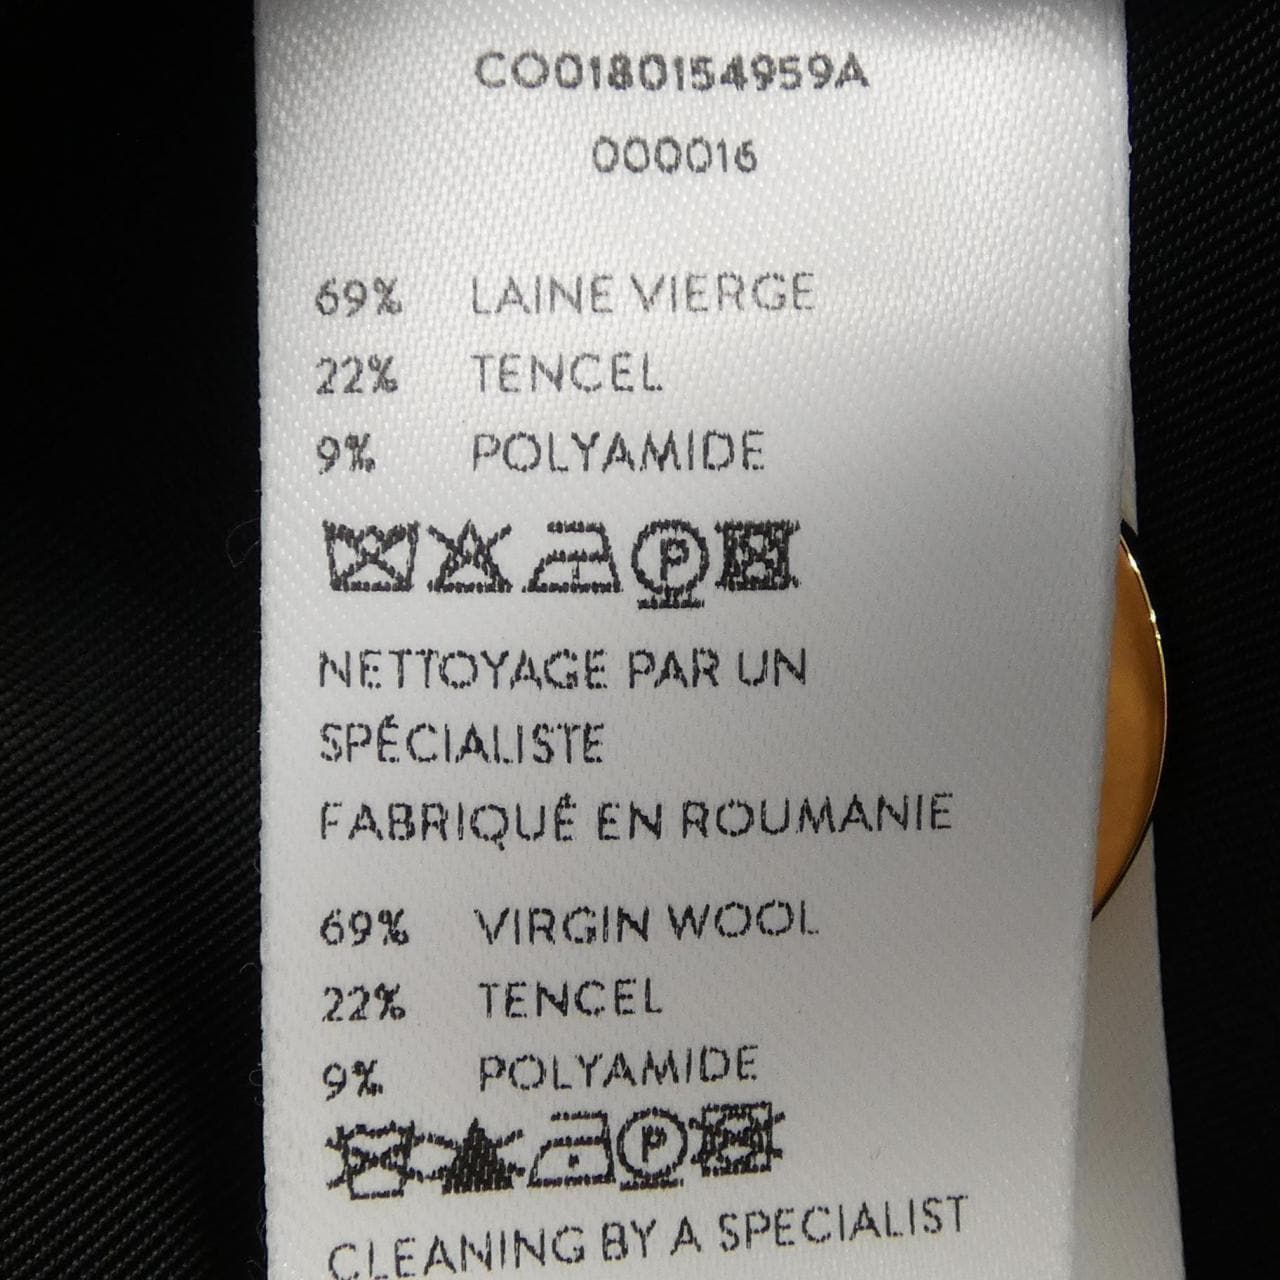 CO0180154959A
000016
69% LAINE VIERGE
22% TENCEL
9% POLYAMIDE
P
NETTOYAGE PAR UN
SPÉCIALISTE
FABRIQUÉ EN ROUMANIE
69% VIRGIN WOOL
22% TENCEL
9% POLYAMIDE
P
CLEANING BY A SPECIALIST